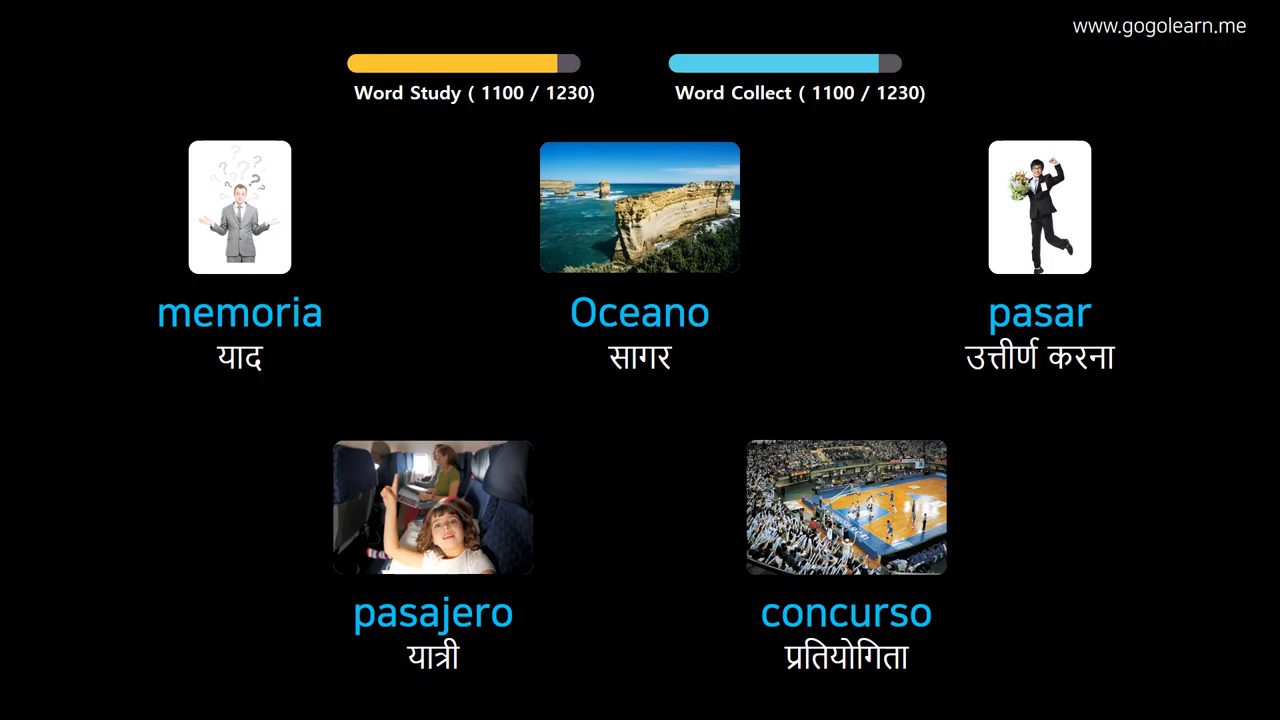 www.gogolearn.me
Word Study ( 1100 / 1230)
Word Collect ( 1100 / 1230)
memoria
याद
Oceano
सागर
pasar
उत्तीर्ण करना
pasajero
यात्री
concurso
प्रतियोगिता